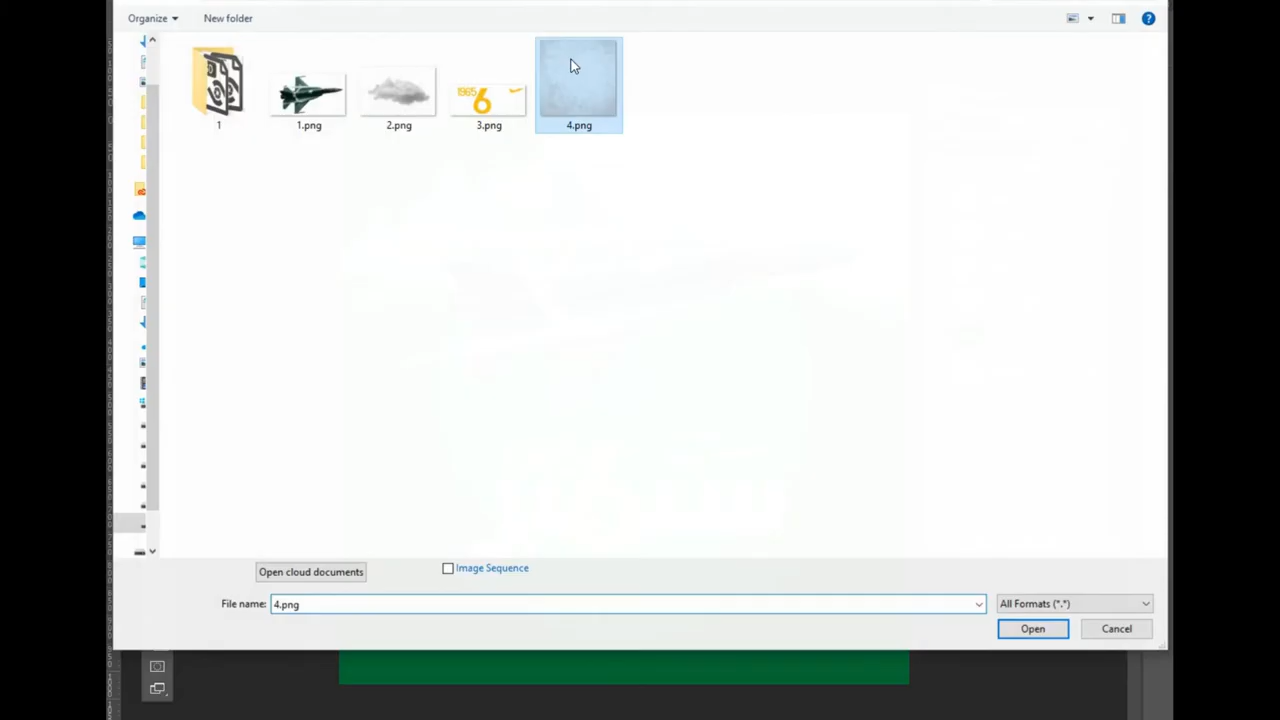 Organize
New folder
1965
6
1
1.png
2.png
3.png
4.png
Open cloud documents
Image Sequence
File name:
4.png
All Formats (*.*)
Open
Cancel